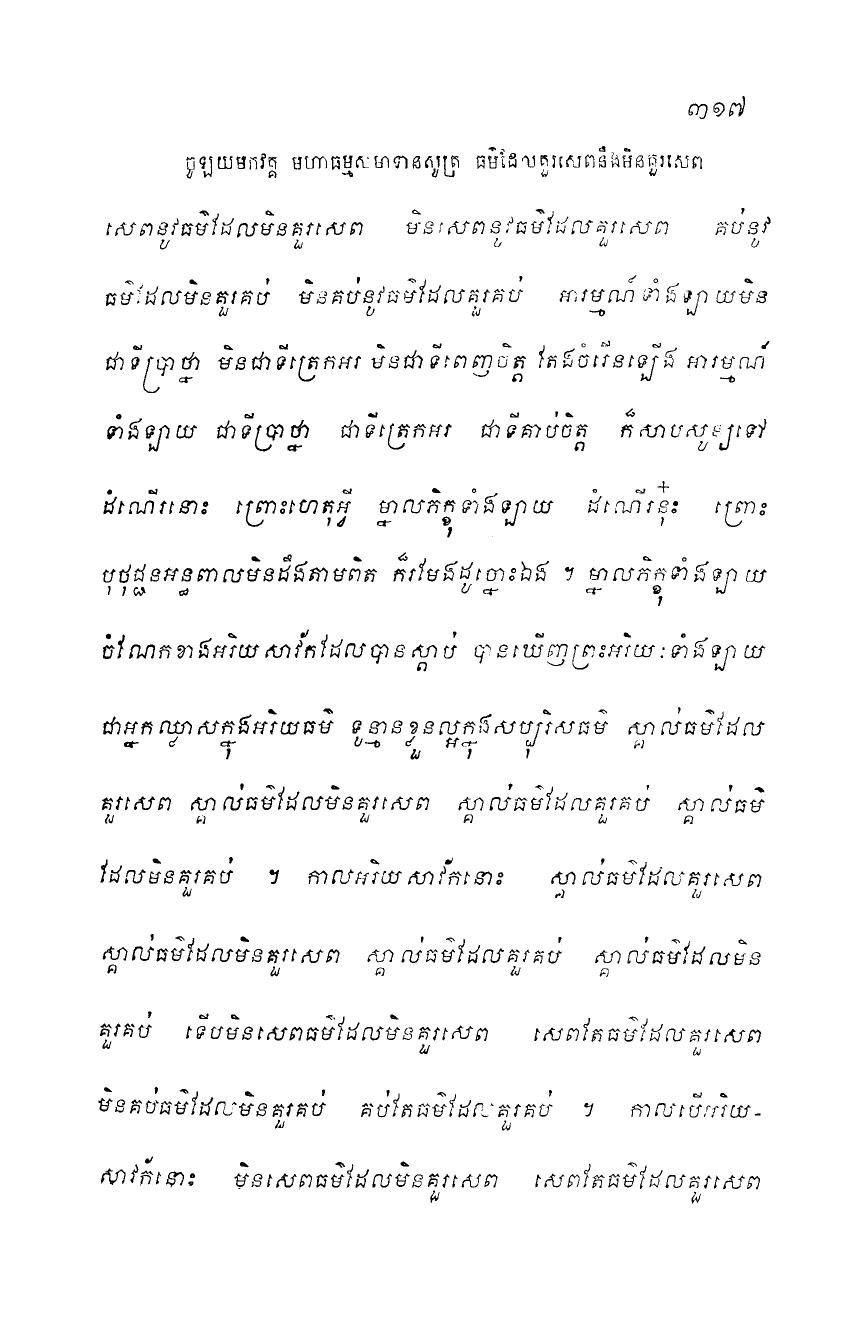 ៣១៧
ចូឡយមកវគ្គ មហាធម្មសមាទានសូត្រ ធម៌ដែលគួរសេពនឹងមិនគួរសេព
សេពនូវធម៌ដែលមិនគួរសេព មិនសេពនូវធម៌ដែលគួរសេព គប់នូវ
ធម៌ដែលមិនគួរគប់ មិនគប់នូវធម៌ដែលគួរគប់ អារម្មណ៍ទាំងឡាយមិន
ជាទីប្រាថ្នា មិនជាទីត្រេកអរ មិនជាទីពេញចិត្ត តែងចំរើនឡើង អារម្មណ៍
ទាំងឡាយ ជាទីប្រាថ្នា ជាទីត្រេកអរ ជាទីគាប់ចិត្ត ក៏សាបសូន្យទៅ
ដំណើរនោះ ព្រោះហេតុអ្វី ម្នាលភិក្ខុទាំងឡាយ ដំណើរនុ៎ះ ព្រោះ
បុថុជ្ជនអន្ធពាលមិនដឹងតាមពិត ក៏រមែងដូច្នោះឯង ។ ម្នាលភិក្ខុទាំងឡាយ
ចំណែកខាងអរិយសាវ័កដែលបានស្តាប់ បានឃើញព្រះអរិយៈទាំងឡាយ
ជាអ្នកឈ្លាសក្នុងអរិយធម៌ ទូន្មានខ្លួនល្អក្នុងសប្បុរិសធម៌ ស្គាល់ធម៌ដែល
គួរសេព ស្គាល់ធម៌ដែលមិនគួរសេព ស្គាល់ធម៌ដែលគួរគប់ ស្គាល់ធម៌
ដែលមិនគួរគប់ ។ កាលអរិយសាវ័កនោះ ស្គាល់ធម៌ដែលគួរសេព
ស្គាល់ធម៌ដែលមិនគួរសេព ស្គាល់ធម៌ដែលគួរគប់ ស្គាល់ធម៌ដែលមិន
គួរគប់ ទើបមិនសេពធម៌ដែលមិនគួរសេព សេពតែធម៌ដែលគួរសេព
មិនគប់ធម៌ដែលមិនគួរគប់ គប់តែធម៌ដែលគួរគប់ ។ កាលបើអរិយ-
សាវ័កនោះ មិនសេពធម៌ដែលមិនគួរសេព សេពតែធម៌ដែលគួរសេព